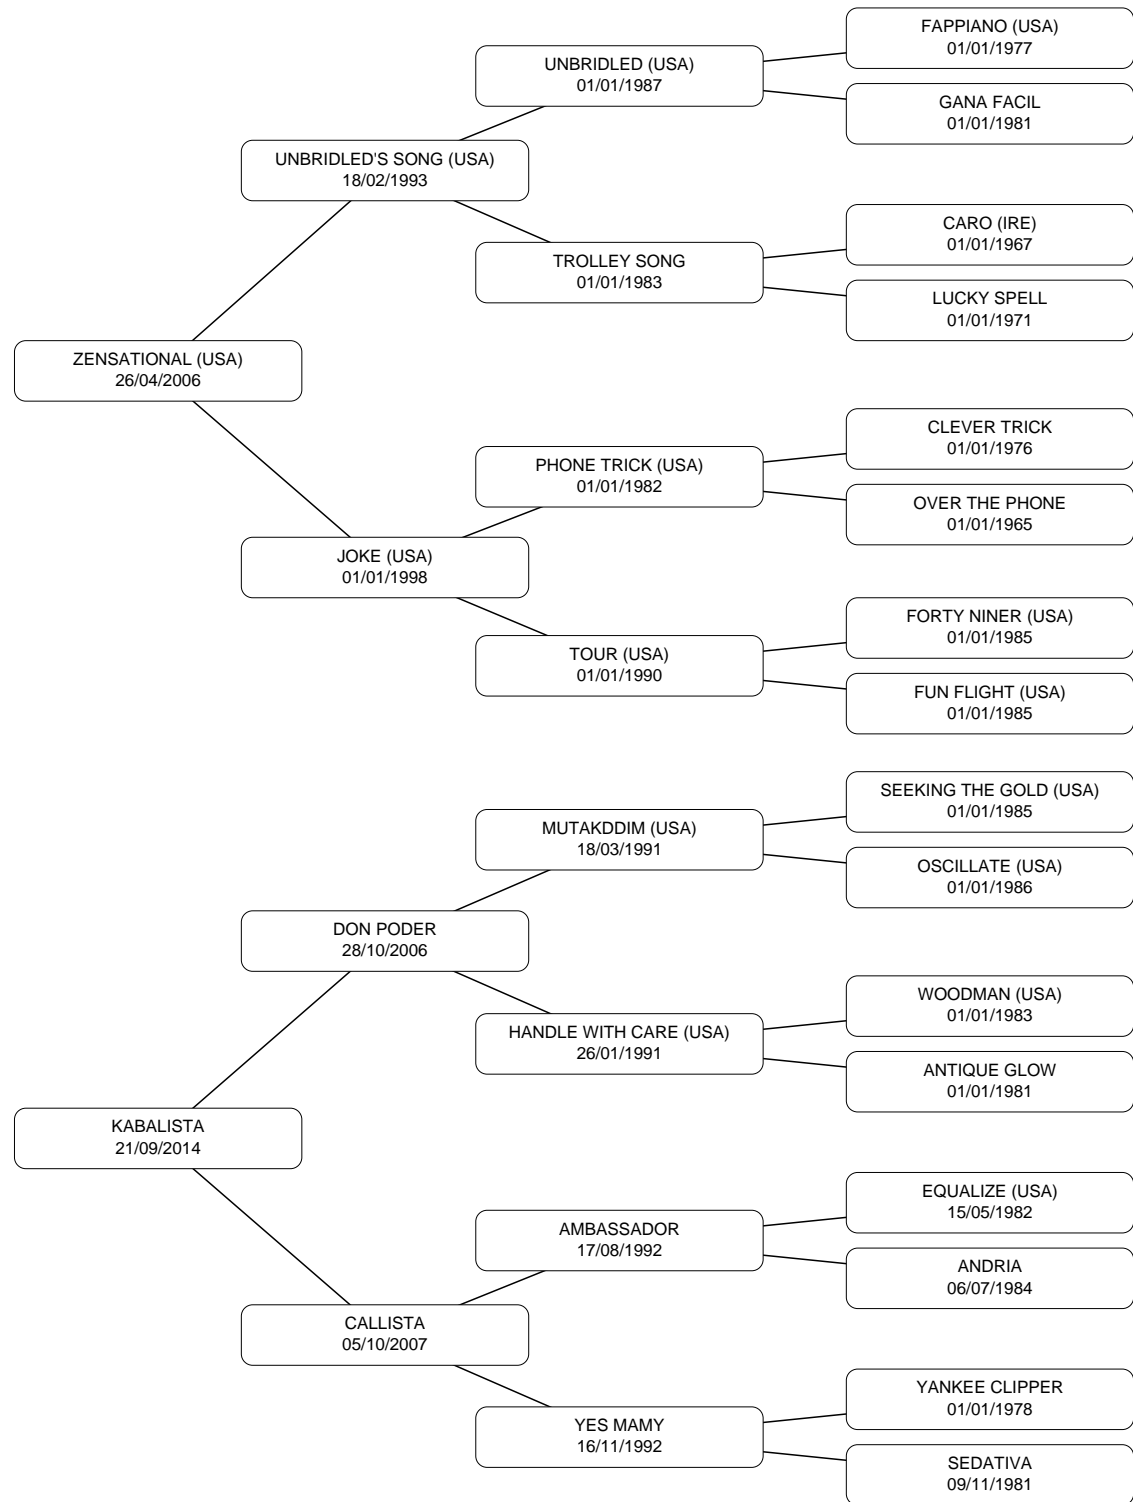 FAPPIANO (USA)
01/01/1977
UNBRIDLED (USA)
01/01/1987
GANA FACIL
01/01/1981
UNBRIDLED'S SONG (USA)
18/02/1993
CARO (IRE)
01/01/1967
TROLLEY SONG
01/01/1983
LUCKY SPELL
01/01/1971
ZENSATIONAL (USA)
26/04/2006
CLEVER TRICK
01/01/1976
PHONE TRICK (USA)
01/01/1982
OVER THE PHONE
01/01/1965
JOKE (USA)
01/01/1998
FORTY NINER (USA)
01/01/1985
TOUR (USA)
01/01/1990
FUN FLIGHT (USA)
01/01/1985
SEEKING THE GOLD (USA)
01/01/1985
MUTAKDDIM (USA)
18/03/1991
OSCILLATE (USA)
01/01/1986
DON PODER
28/10/2006
WOODMAN (USA)
01/01/1983
HANDLE WITH CARE (USA)
26/01/1991
ANTIQUE GLOW
01/01/1981
KABALISTA
21/09/2014
EQUALIZE (USA)
15/05/1982
AMBASSADOR
17/08/1992
ANDRIA
06/07/1984
CALLISTA
05/10/2007
YANKEE CLIPPER
01/01/1978
YES MAMY
16/11/1992
SEDATIVA
09/11/1981